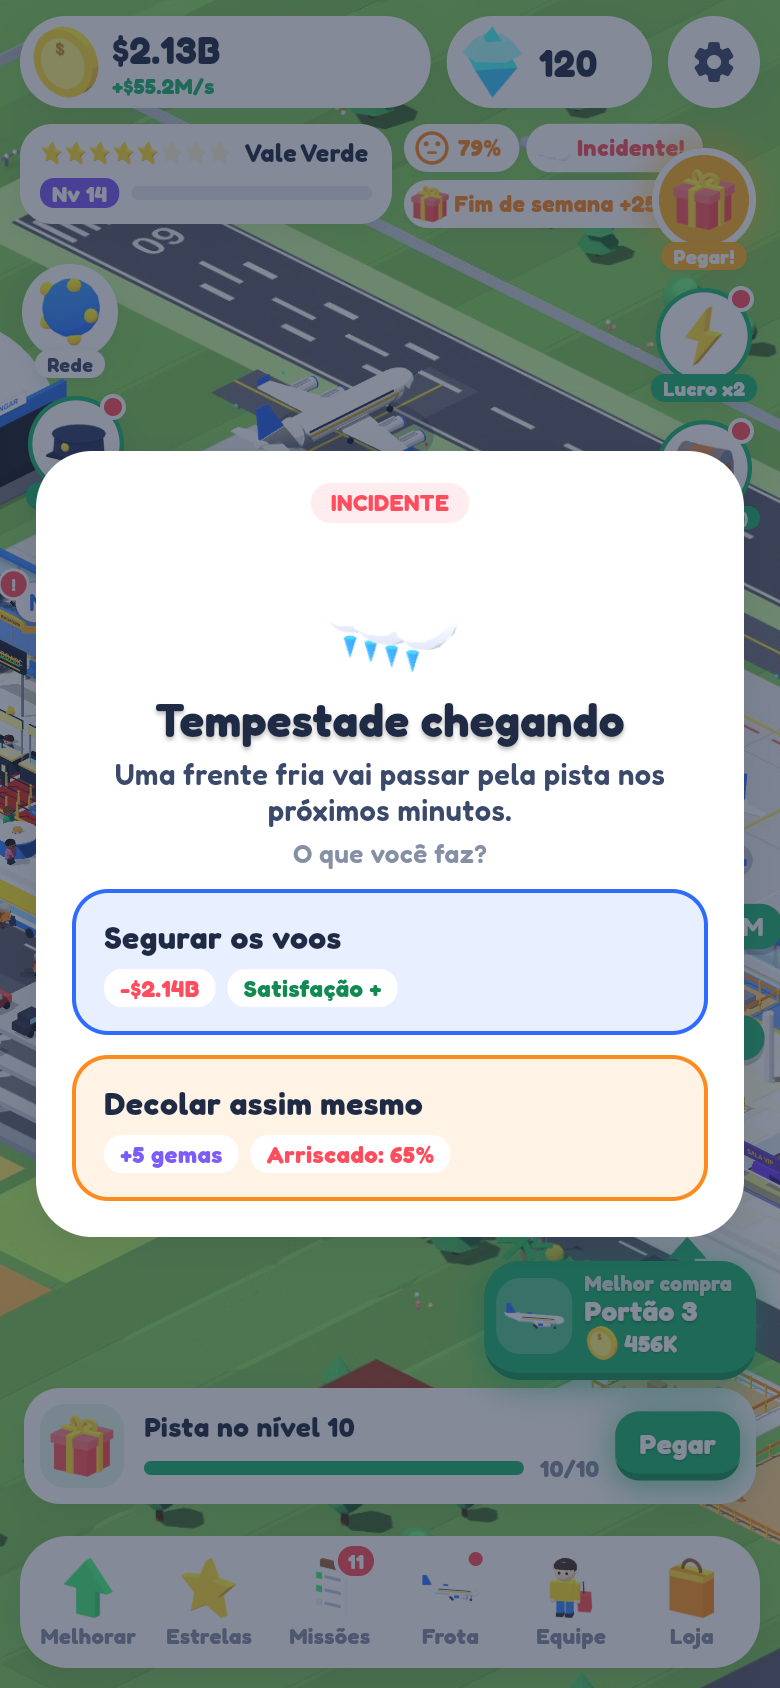 $2.13B
+$55.2M/s
120
Vale Verde
Nv 14
79%
Incidente!
Fim de semana +25
Pegar!
09
Rede
Lucro x2
INCIDENTE
Tempestade chegando
Uma frente fria vai passar pela pista nos
próximos minutos.
O que você faz?
Segurar os voos
-$2.14B
Satisfação +
Decolar assim mesmo
+5 gemas
Arriscado: 65%
M
SALA VIP
Melhor compra
Portão 3
456K
Pista no nível 10
10/10
Pegar
11
Melhorar
Estrelas
Missões
Frota
Equipe
Loja